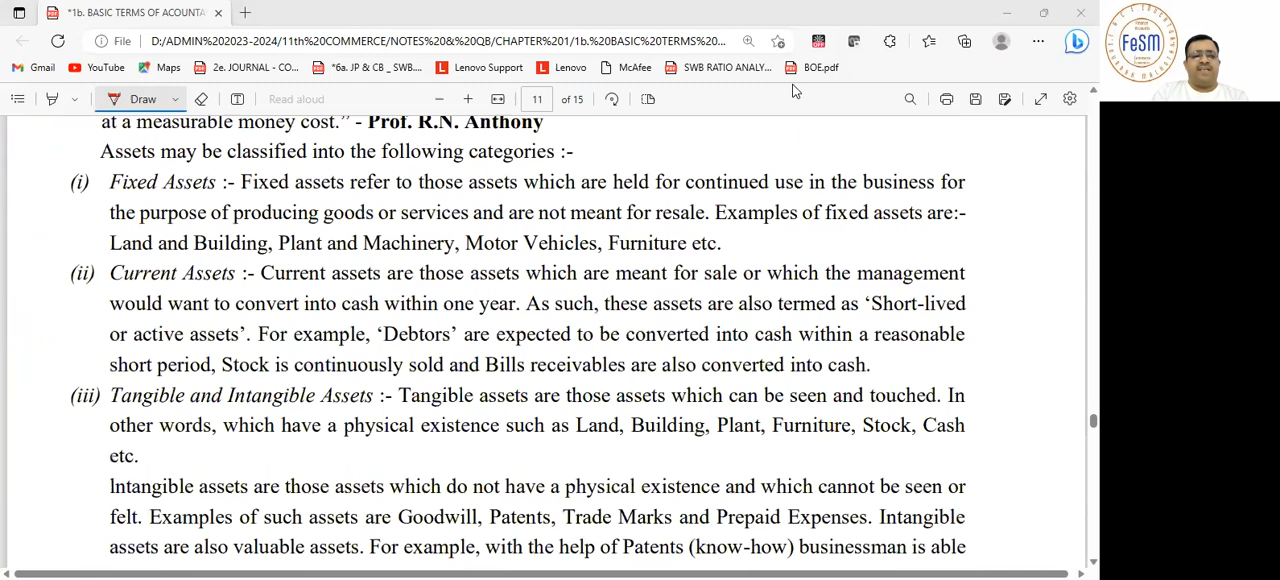 *1b. BASIC TERMS OF ACOUNTA
File
D:/ADMIN%202023-2024/11th%20COMMERCE/NOTES%20&%20QB/CHAPTER%201/1b.%20BASIC%20TERMS%...
Gmail
YouTube
Maps
2e. JOURNAL - CO...
*6a. JP & CB _ SWB....
Lenovo Support
Lenovo
McAfee
SWB RATIO ANALY...
BOE.pdf
Draw
Read aloud
11 of 15
at a measurable money cost.” - Prof. R.N. Anthony
Assets may be classified into the following categories :-
(i) Fixed Assets :- Fixed assets refer to those assets which are held for continued use in the business for
the purpose of producing goods or services and are not meant for resale. Examples of fixed assets are:-
Land and Building, Plant and Machinery, Motor Vehicles, Furniture etc.
(ii) Current Assets :- Current assets are those assets which are meant for sale or which the management
would want to convert into cash within one year. As such, these assets are also termed as ‘Short-lived
or active assets’. For example, ‘Debtors’ are expected to be converted into cash within a reasonable
short period, Stock is continuously sold and Bills receivables are also converted into cash.
(iii) Tangible and Intangible Assets :- Tangible assets are those assets which can be seen and touched. In
other words, which have a physical existence such as Land, Building, Plant, Furniture, Stock, Cash
etc.
lntangible assets are those assets which do not have a physical existence and which cannot be seen or
felt. Examples of such assets are Goodwill, Patents, Trade Marks and Prepaid Expenses. Intangible
assets are also valuable assets. For example, with the help of Patents (know-how) businessman is able
FeSM